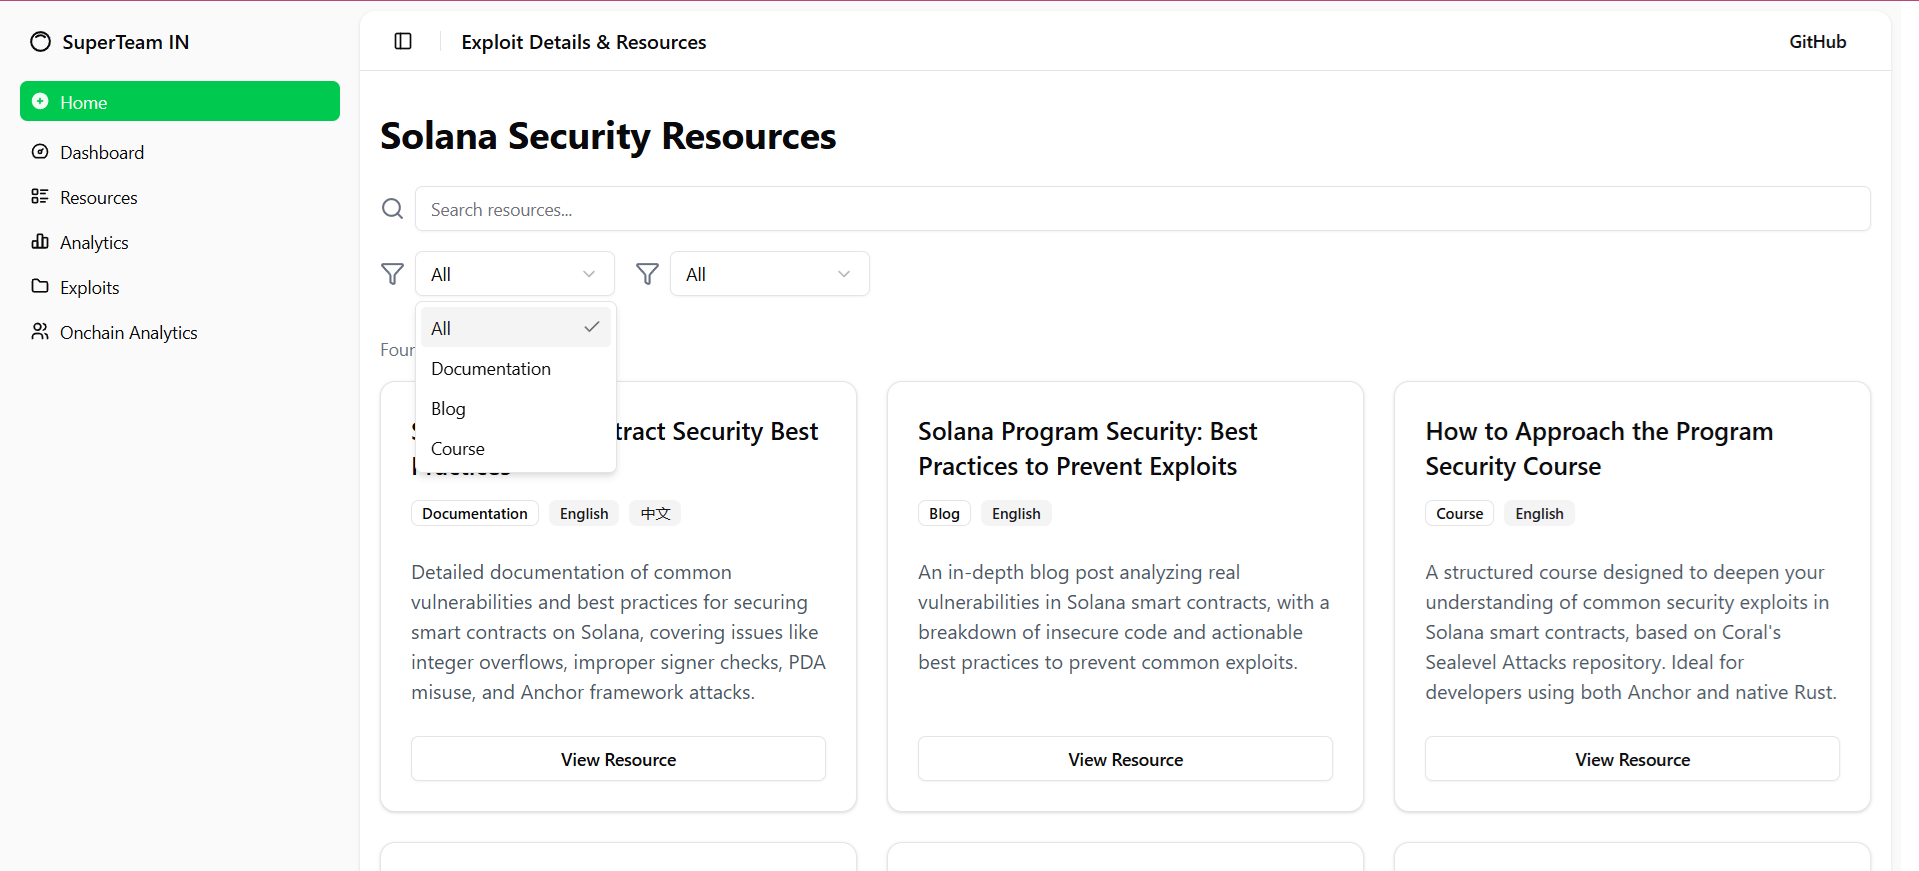 SuperTeam IN
Home
Dashboard
Resources
Analytics
Exploits
Onchain Analytics
Exploit Details & Resources
GitHub
Solana Security Resources
Search resources...
All
All
All
Documentation
Blog
Course
tract Security Best
Documentation English 中文
Detailed documentation of common
vulnerabilities and best practices for securing
smart contracts on Solana, covering issues like
integer overflows, improper signer checks, PDA
misuse, and Anchor framework attacks.
View Resource
Solana Program Security: Best
Practices to Prevent Exploits
Blog English
An in-depth blog post analyzing real
vulnerabilities in Solana smart contracts, with a
breakdown of insecure code and actionable
best practices to prevent common exploits.
View Resource
How to Approach the Program
Security Course
Course English
A structured course designed to deepen your
understanding of common security exploits in
Solana smart contracts, based on Coral's
Sealevel Attacks repository. Ideal for
developers using both Anchor and native Rust.
View Resource